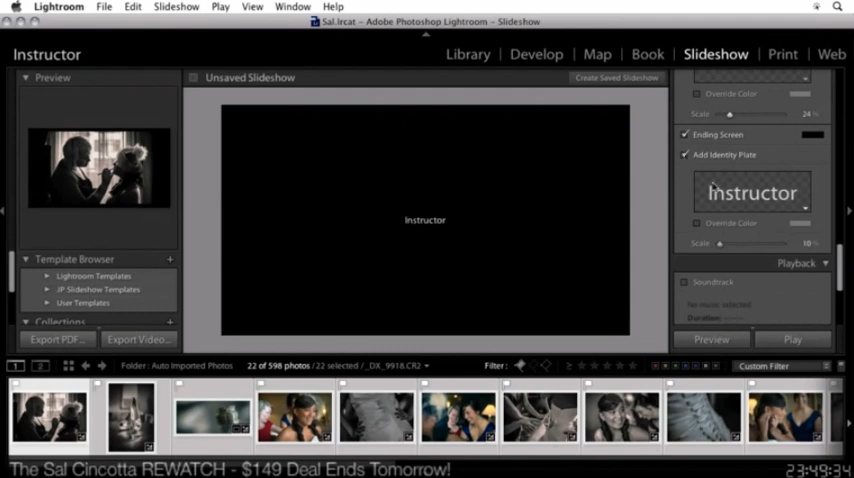 Lightroom File Edit Slideshow Play View Window Help
Sal.lrcat – Adobe Photoshop Lightroom – Slideshow
Instructor
Library | Develop | Map | Book | Slideshow | Print | Web
Preview
Unsaved Slideshow
Create Saved Slideshow
Override Color
Scale 24 %
Ending Screen
Add Identity Plate
Instructor
Instructor
Override Color
Scale 10 %
Template Browser
Playback
Lightroom Templates
JP Slideshow Templates
User Templates
Soundtrack
No music selected
Duration:
Collections
Export PDF...
Export Video...
Preview
Play
1 2
Folder : Auto Imported Photos
22 of 598 photos / 22 selected / _DX_9918.CR2
Filter :
Custom Filter
The Sal Cincotta REWATCH - $149 Deal Ends Tomorrow!
23:49:34